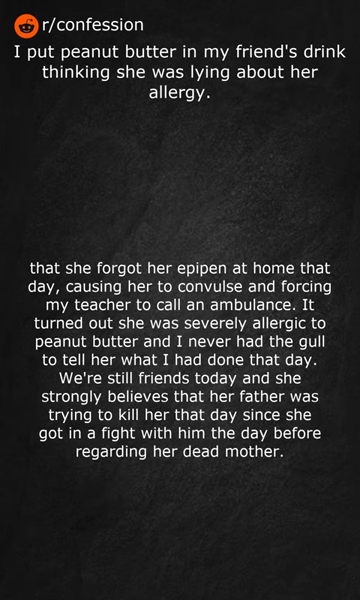 r/confession
I put peanut butter in my friend's drink
thinking she was lying about her
allergy.
that she forgot her epipen at home that
day, causing her to convulse and forcing
my teacher to call an ambulance. It
turned out she was severely allergic to
peanut butter and I never had the gull
to tell her what I had done that day.
We're still friends today and she
strongly believes that her father was
trying to kill her that day since she
got in a fight with him the day before
regarding her dead mother.